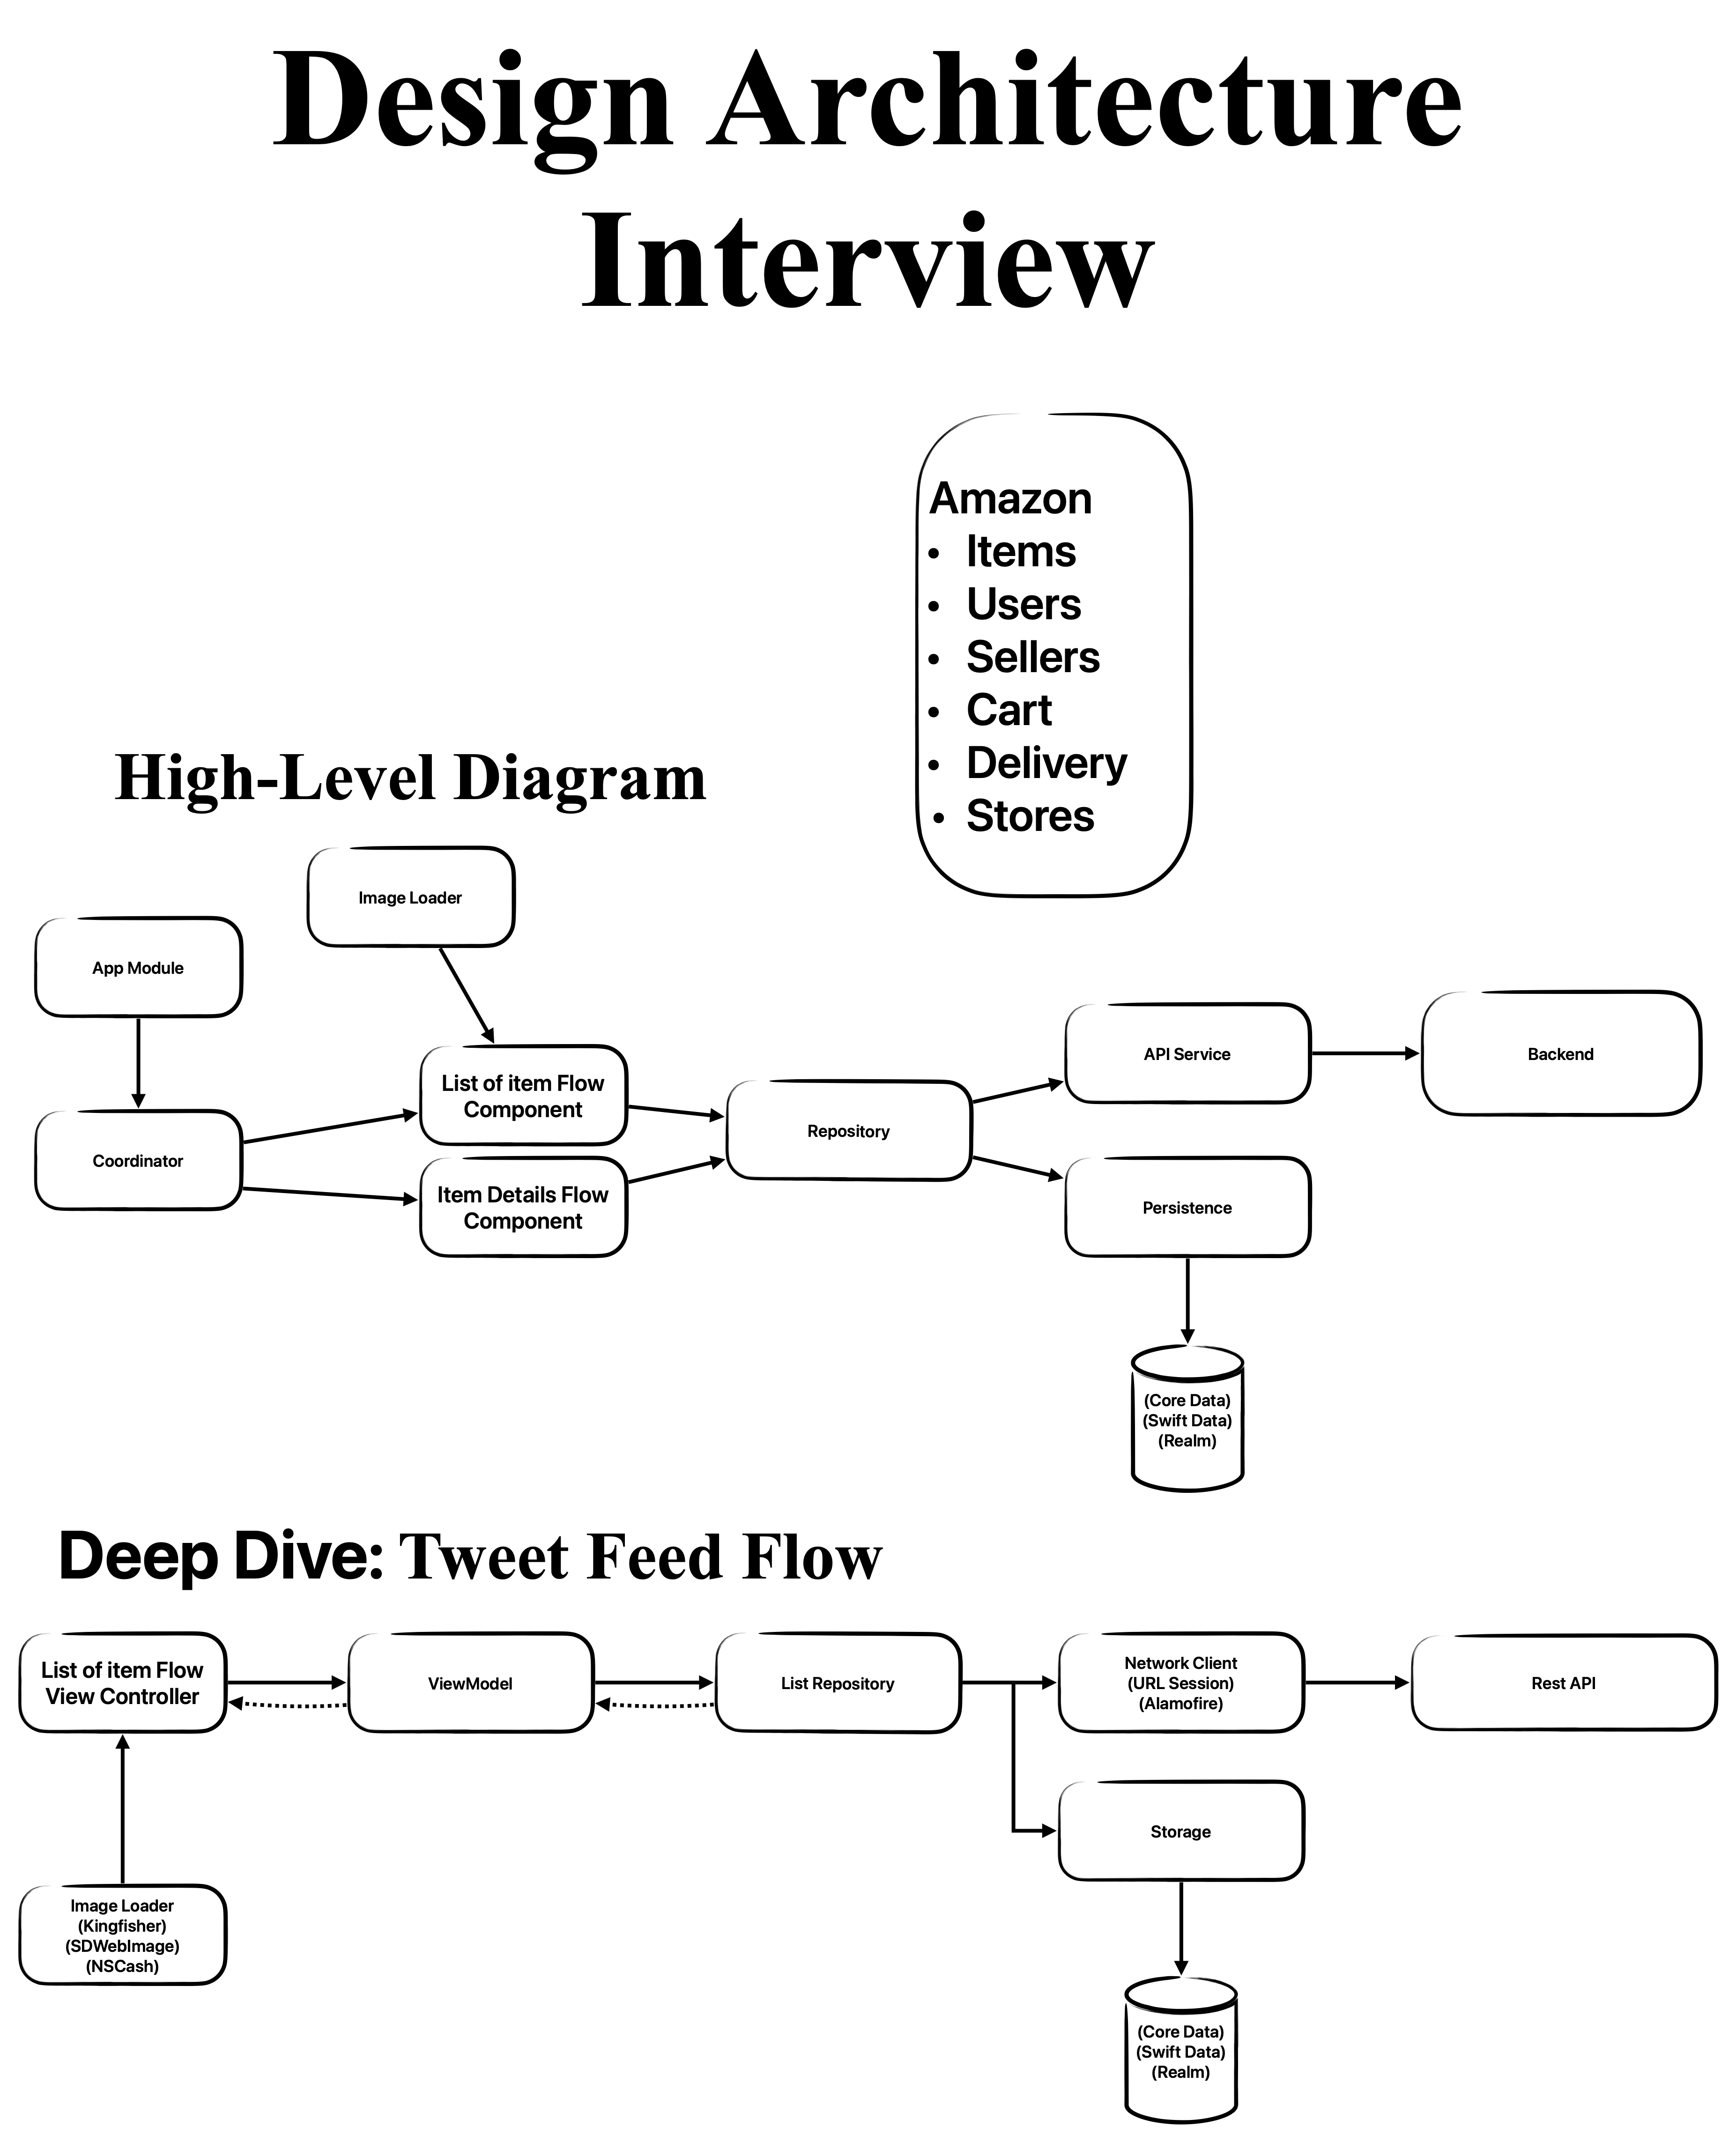 Design Architecture
Interview
Amazon
• Items
• Users
• Sellers
• Cart
• Delivery
• Stores
High-Level Diagram
Image Loader
App Module
List of item Flow
Component
API Service
Backend
Repository
Coordinator
Item Details Flow
Component
Persistence
(Core Data)
(Swift Data)
(Realm)
Deep Dive: Tweet Feed Flow
List of item Flow
View Controller
ViewModel
List Repository
Network Client
(URL Session)
(Alamofire)
Rest API
Storage
Image Loader
(Kingfisher)
(SDWebImage)
(NSCash)
(Core Data)
(Swift Data)
(Realm)